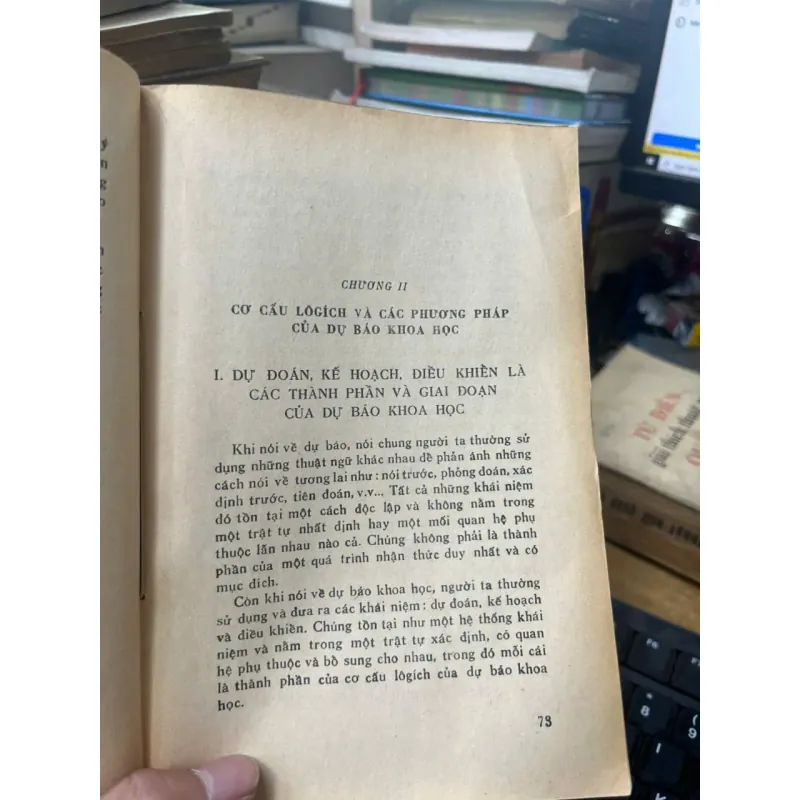 CHƯƠNG II
CƠ CẤU LÔGÍCH VÀ CÁC PHƯƠNG PHÁP
CỦA DỰ BÁO KHOA HỌC
I. DỰ ĐOÁN, KẾ HOẠCH, ĐIỀU KHIỂN LÀ
CÁC THÀNH PHẦN VÀ GIAI ĐOẠN
CỦA DỰ BÁO KHOA HỌC
Khi nói về dự báo, nói chung người ta thường sử
dụng những thuật ngữ khác nhau để phản ánh những
cách nói về tương lai như : nói trước, phỏng đoán, xác
định trước, tiên đoán, v.v... Tất cả những khái niệm
đó tồn tại một cách độc lập và không nằm trong
một trật tự nhất định hay một mối quan hệ phụ
thuộc lẫn nhau nào cả. Chúng không phải là thành
phần của một quá trình nhận thức duy nhất và có
mục đích.
Còn khi nói về dự báo khoa học, người ta thường
sử dụng và đưa ra các khái niệm : dự đoán, kế hoạch
và điều khiển. Chúng tồn tại như một hệ thống khái
niệm và nằm trong một trật tự xác định, có quan
hệ phụ thuộc và bổ sung cho nhau, trong đó mỗi cái
là thành phần của cơ cấu lôgích của dự báo khoa
học.
73
TỪ ĐIỂN
giải thích thuật ngữ